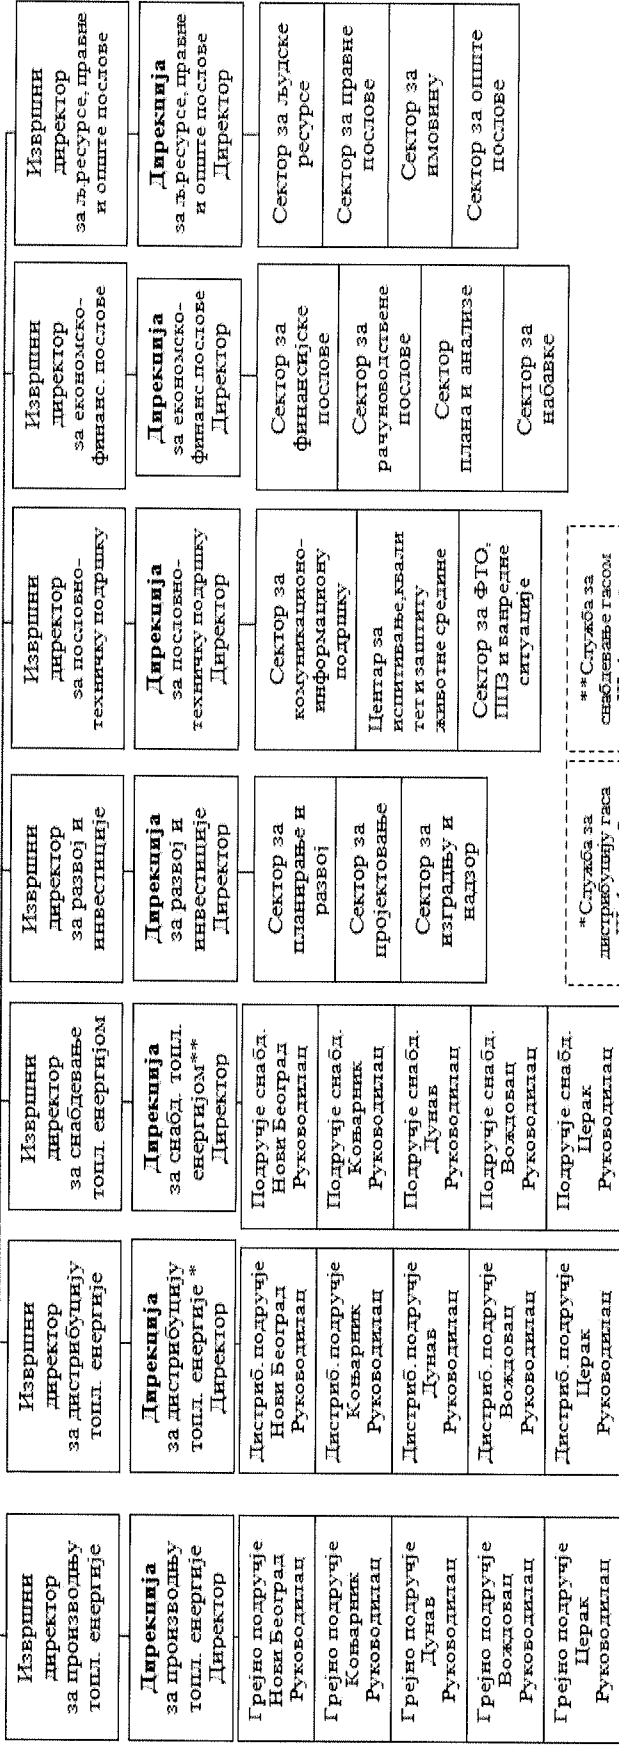 Извршни
директор
за производњу
топл. енергије
Дирекција
за производњу
топл. енергије
Директор
Грејно подручје
Нови Београд
Руководилац
Грејно подручје
Коњарник
Руководилац
Грејно подручје
Дунав
Руководилац
Грејно подручје
Вождовац
Руководилац
Грејно подручје
Церак
Руководилац
Извршни
директор
за дистрибуцију
топл. енергије
Дирекција
за дистрибуцију
топл. енергије *
Директор
Дистриб. подручје
Нови Београд
Руководилац
Дистриб. подручје
Коњарник
Руководилац
Дистриб. подручје
Дунав
Руководилац
Дистриб. подручје
Вождовац
Руководилац
Дистриб. подручје
Церак
Руководилац
Извршни
директор
за снабдевање
топл. енергијом
Дирекција
за снабд. топл.
енергијом**
Директор
Подручје снабд.
Нови Београд
Руководилац
Подручје снабд.
Коњарник
Руководилац
Подручје снабд.
Дунав
Руководилац
Подручје снабд.
Вождовац
Руководилац
Подручје снабд.
Церак
Руководилац
Извршни
директор
за развој и
инвестиције
Дирекција
за развој и
инвестиције
Директор
Сектор за
планирање и
развој
Сектор за
пројектовање
Сектор за
изградњу и
надзор
*Служба за
дистрибуцију гаса
Извршни
директор
за пословно-
техничку подршку
Дирекција
за пословно-
техничку подршку
Директор
Сектор за
комуникационо-
информациону
подршку
Центар за
испитивање,квали
тет и заштиту
животне средине
Сектор за ФТО,
ППЗ и ванредне
ситуације
**Служба за
снабдевање гасом
Извршни
директор
за економско-
финанс. послове
Дирекција
за економско-
финанс. послове
Директор
Сектор за
финансијске
послове
Сектор за
рачуноводствене
послове
Сектор
плана и анализе
Сектор за
набавке
Извршни
директор
за љ.ресурсе, правне
и опште послове
Дирекција
за љ.ресурсе, правне
и опште послове
Директор
Сектор за људске
ресурсе
Сектор за правне
послове
Сектор за
имовину
Сектор за опште
послове